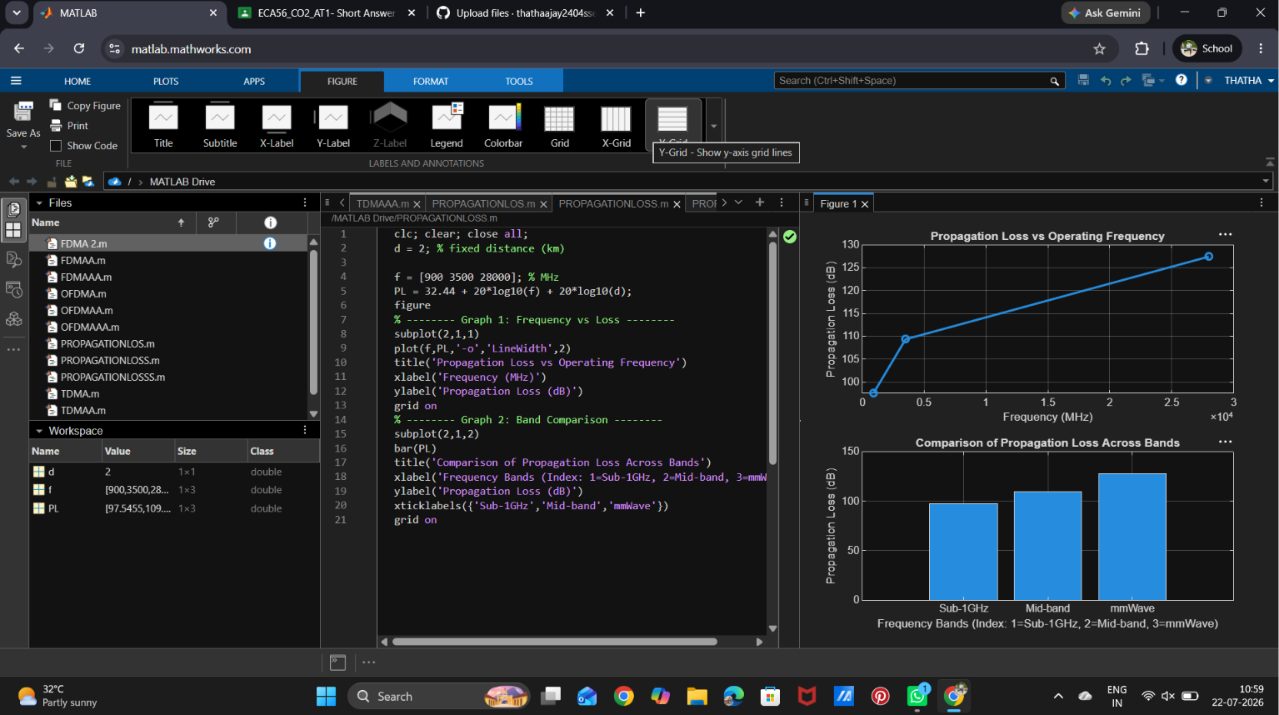 MATLAB
ECA56_CO2_AT1- Short Answer
Upload files · thathaajay2404sse
Ask Gemini
matlab.mathworks.com
School
HOME
PLOTS
APPS
FIGURE
FORMAT
TOOLS
Search (Ctrl+Shift+Space)
THATHA
Save As
Copy Figure
Print
Show Code
FILE
Title
Subtitle
X-Label
Y-Label
Z-Label
Legend
Colorbar
Grid
X-Grid
Y-Grid
LABELS AND ANNOTATIONS
Y-Grid - Show y-axis grid lines
/ › MATLAB Drive
Files
Name
FDMA 2.m
FDMAA.m
FDMAAA.m
OFDMA.m
OFDMAA.m
OFDMAAA.m
PROPAGATIONLOS.m
PROPAGATIONLOSS.m
PROPAGATIONLOSSS.m
TDMA.m
TDMAA.m
Workspace
Name Value Size Class
d 2 1×1 double
f [900,3500,28... 1×3 double
PL [97.5455,109.... 1×3 double
TDMAAA.m
PROPAGATIONLOS.m
PROPAGATIONLOSS.m
PROF
/MATLAB Drive/PROPAGATIONLOSS.m
1 clc; clear; close all;
2 d = 2; % fixed distance (km)
3
4 f = [900 3500 28000]; % MHz
5 PL = 32.44 + 20*log10(f) + 20*log10(d);
6 figure
7 % -------- Graph 1: Frequency vs Loss --------
8 subplot(2,1,1)
9 plot(f,PL,'-o','LineWidth',2)
10 title('Propagation Loss vs Operating Frequency')
11 xlabel('Frequency (MHz)')
12 ylabel('Propagation Loss (dB)')
13 grid on
14 % -------- Graph 2: Band Comparison --------
15 subplot(2,1,2)
16 bar(PL)
17 title('Comparison of Propagation Loss Across Bands')
18 xlabel('Frequency Bands (Index: 1=Sub-1GHz, 2=Mid-band, 3=mmW
19 ylabel('Propagation Loss (dB)')
20 xticklabels({'Sub-1GHz','Mid-band','mmWave'})
21 grid on
Figure 1
Propagation Loss vs Operating Frequency
Propagation Loss (dB)
130
125
120
115
110
105
100
0 0.5 1 1.5 2 2.5 3
Frequency (MHz)
×10⁴
Comparison of Propagation Loss Across Bands
Propagation Loss (dB)
150
100
50
0
Sub-1GHz Mid-band mmWave
Frequency Bands (Index: 1=Sub-1GHz, 2=Mid-band, 3=mmWave)
32°C
Partly sunny
Search
1
ENG
IN
10:59
22-07-2026